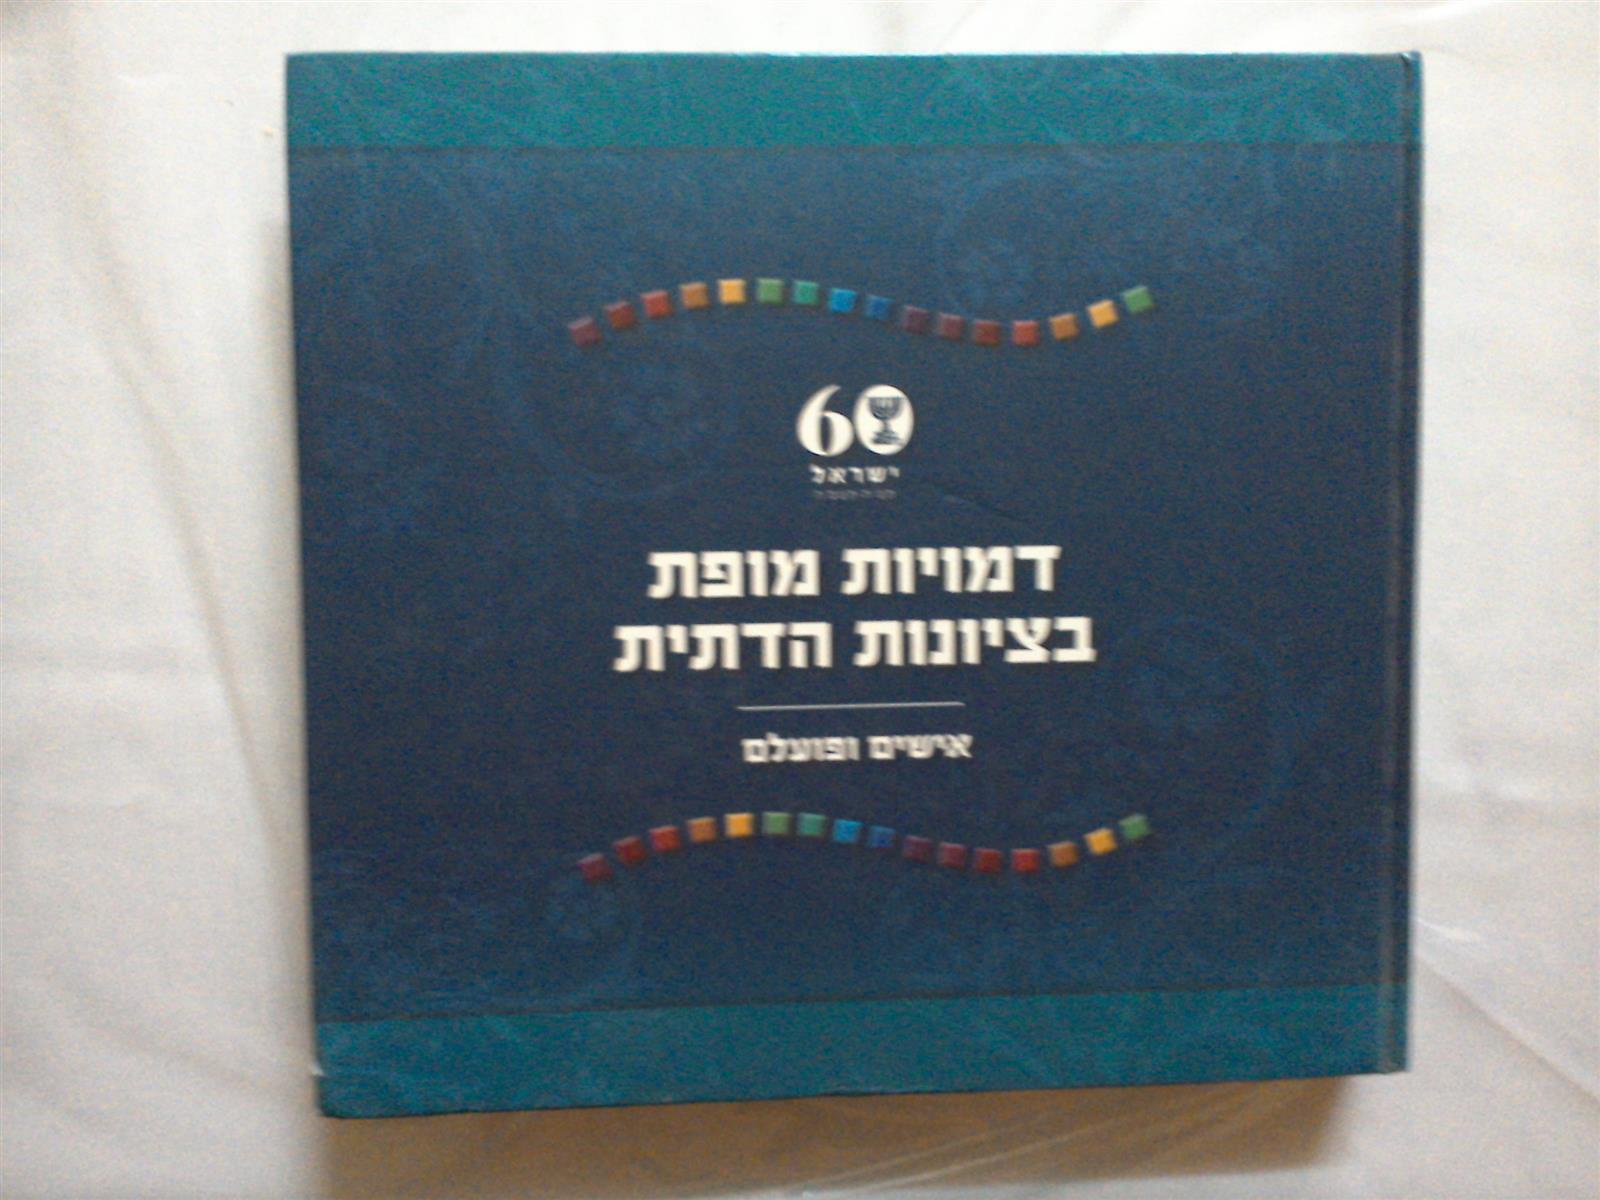 60
ישראל
דמויות מופת
בציונות הדתית
אישים ופועלם